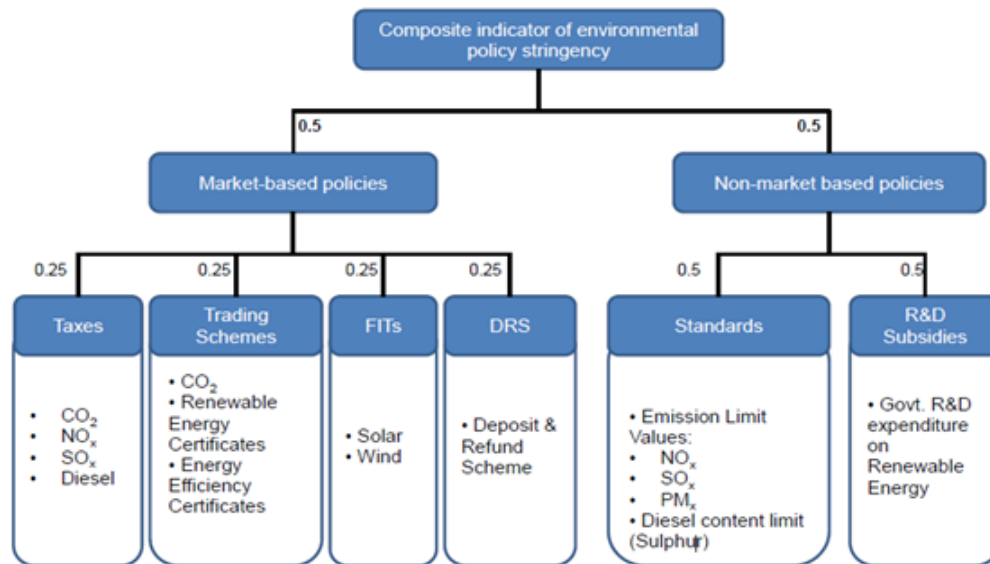 Composite indicator of environmental
policy stringency
0.5
0.5
Market-based policies
Non-market based policies
0.25
0.25
0.25
0.25
0.5
0.5
Taxes
Trading
Schemes
FITs
DRS
Standards
R&D
Subsidies
• CO₂
• NOₓ
• SOₓ
• Diesel
• CO₂
• Renewable
Energy
Certificates
• Energy
Efficiency
Certificates
• Solar
• Wind
• Deposit &
Refund
Scheme
• Emission Limit
Values:
• NOₓ
• SOₓ
• PMₓ
• Diesel content limit
(Sulphur)
• Govt. R&D
expenditure
on
Renewable
Energy